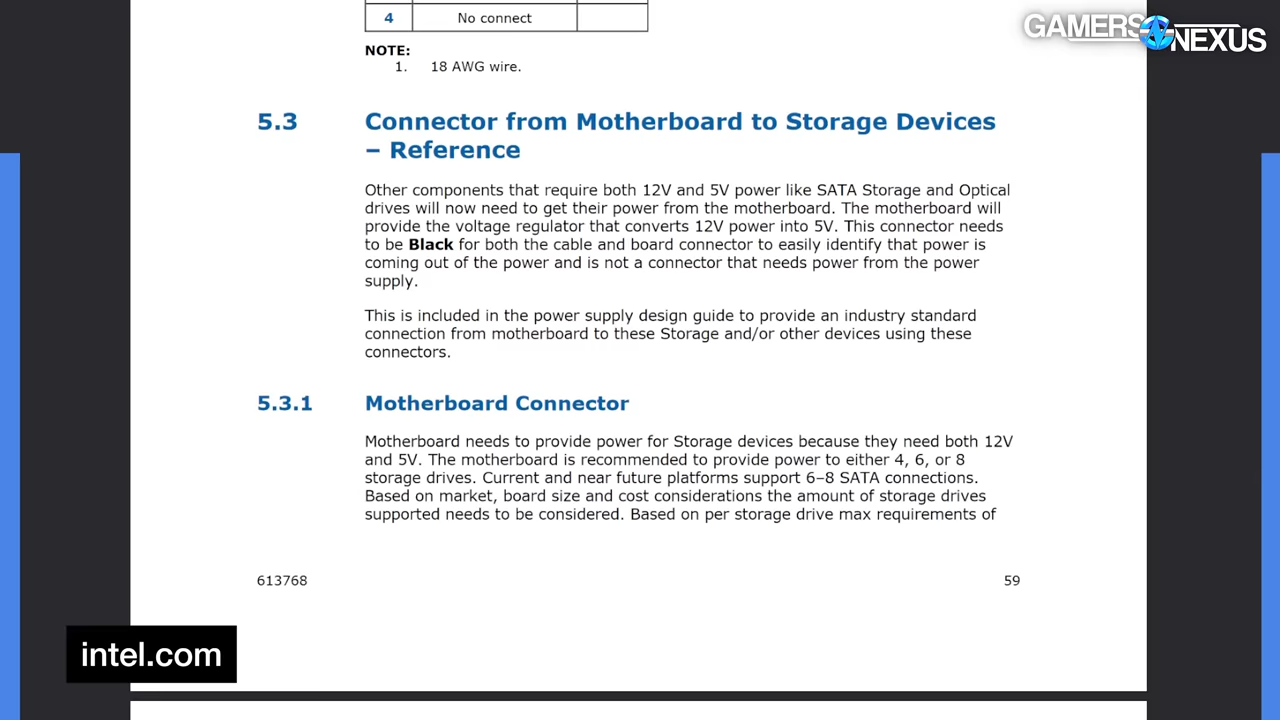 4 No connect
GAMERS NEXUS
NOTE:
1. 18 AWG wire.
5.3 Connector from Motherboard to Storage Devices
– Reference
Other components that require both 12V and 5V power like SATA Storage and Optical
drives will now need to get their power from the motherboard. The motherboard will
provide the voltage regulator that converts 12V power into 5V. This connector needs
to be Black for both the cable and board connector to easily identify that power is
coming out of the power and is not a connector that needs power from the power
supply.
This is included in the power supply design guide to provide an industry standard
connection from motherboard to these Storage and/or other devices using these
connectors.
5.3.1 Motherboard Connector
Motherboard needs to provide power for Storage devices because they need both 12V
and 5V. The motherboard is recommended to provide power to either 4, 6, or 8
storage drives. Current and near future platforms support 6–8 SATA connections.
Based on market, board size and cost considerations the amount of storage drives
supported needs to be considered. Based on per storage drive max requirements of
613768 59
intel.com